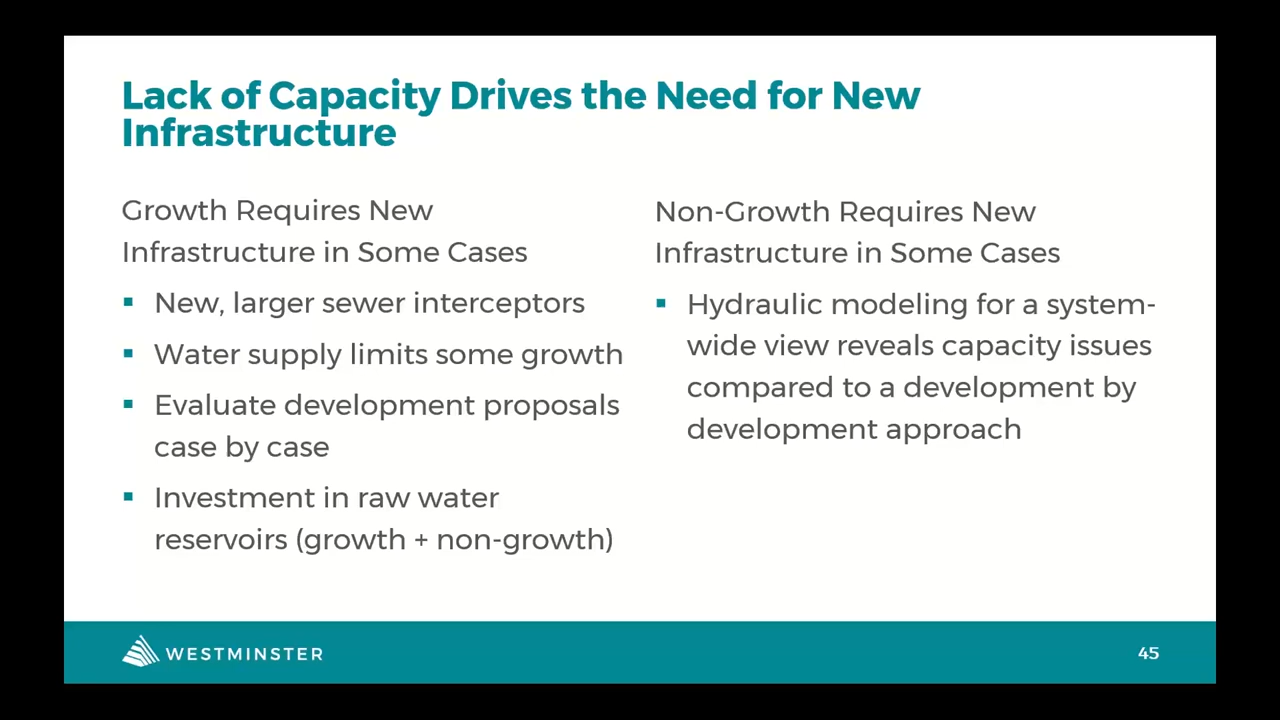 Lack of Capacity Drives the Need for New
Infrastructure
Growth Requires New
Infrastructure in Some Cases
▪ New, larger sewer interceptors
▪ Water supply limits some growth
▪ Evaluate development proposals
case by case
▪ Investment in raw water
reservoirs (growth + non-growth)
Non-Growth Requires New
Infrastructure in Some Cases
▪ Hydraulic modeling for a system-
wide view reveals capacity issues
compared to a development by
development approach
WESTMINSTER
45